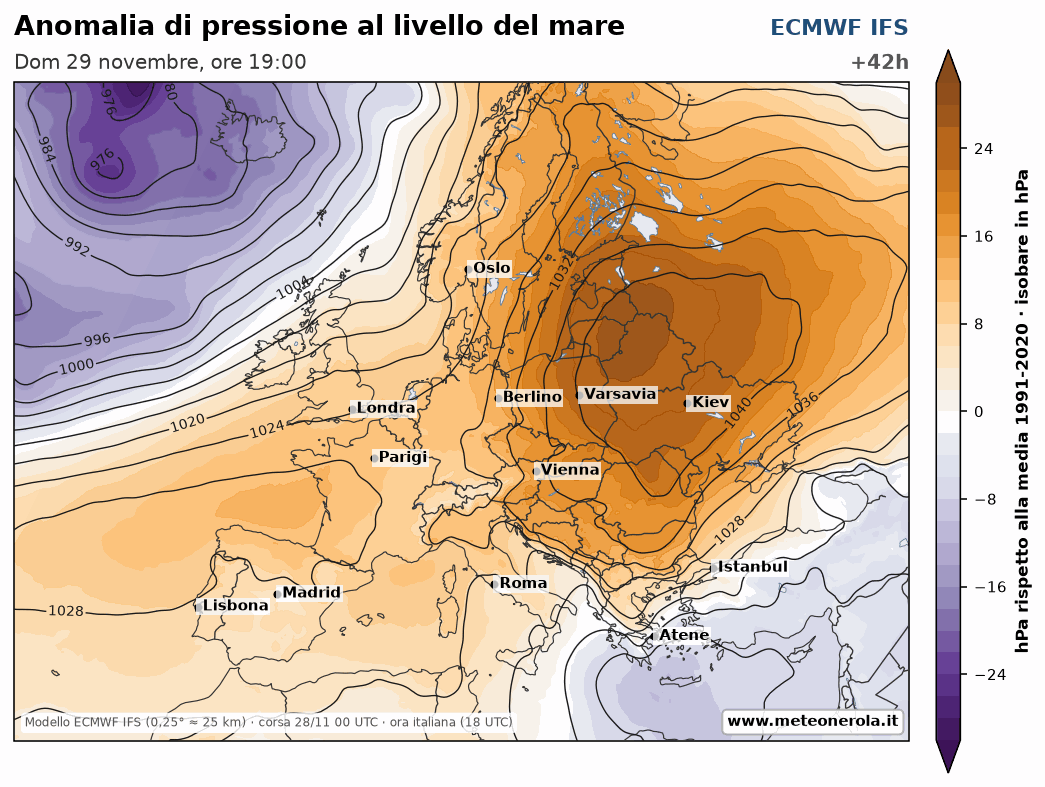 Anomalia di pressione al livello del mare
ECMWF IFS
Dom 29 novembre, ore 19:00
+42h
976
980
984
976
992
1004
996
1000
1032
Oslo
Londra
Berlino
Varsavia
Kiev
1020
1024
1040
1036
Parigi
Vienna
1028
1028
Istanbul
Roma
Madrid
Lisbona
Atene
24
16
8
0
−8
−16
−24
hPa rispetto alla media 1991-2020 · isobare in hPa
Modello ECMWF IFS (0,25° ≈ 25 km) · corsa 28/11 00 UTC · ora italiana (18 UTC)
www.meteonerola.it